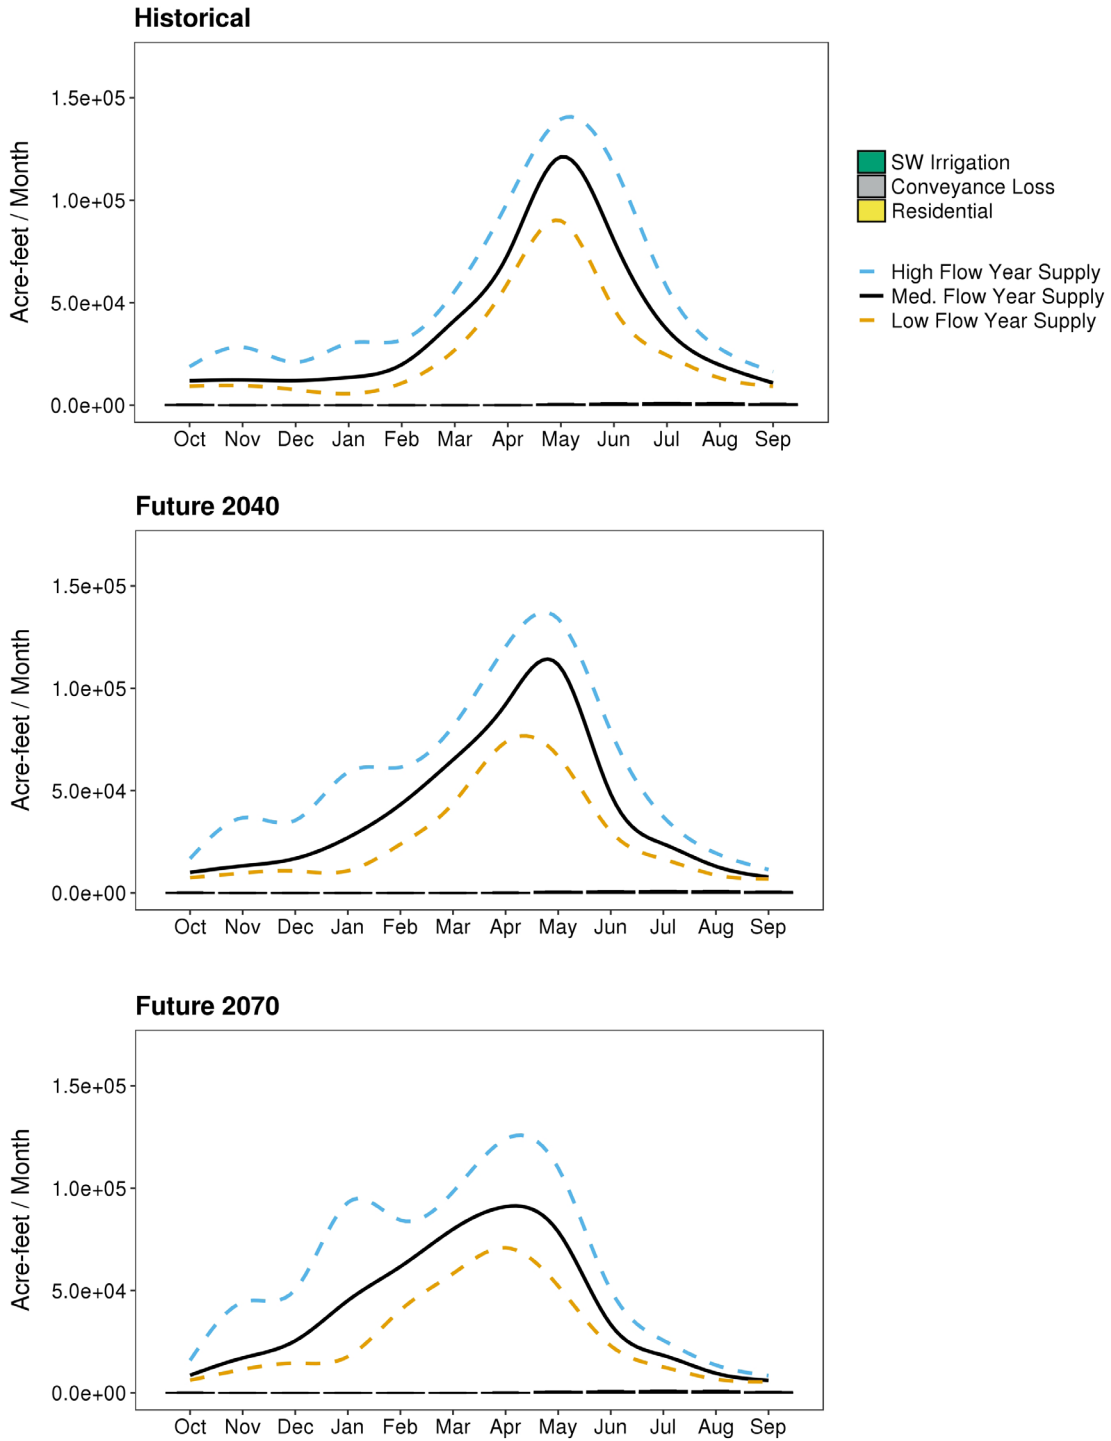 Historical
Acre-feet / Month
1.5e+05
1.0e+05
5.0e+04
0.0e+00
Oct Nov Dec Jan Feb Mar Apr May Jun Jul Aug Sep
SW Irrigation
Conveyance Loss
Residential
High Flow Year Supply
Med. Flow Year Supply
Low Flow Year Supply
Future 2040
Acre-feet / Month
1.5e+05
1.0e+05
5.0e+04
0.0e+00
Oct Nov Dec Jan Feb Mar Apr May Jun Jul Aug Sep
Future 2070
Acre-feet / Month
1.5e+05
1.0e+05
5.0e+04
0.0e+00
Oct Nov Dec Jan Feb Mar Apr May Jun Jul Aug Sep